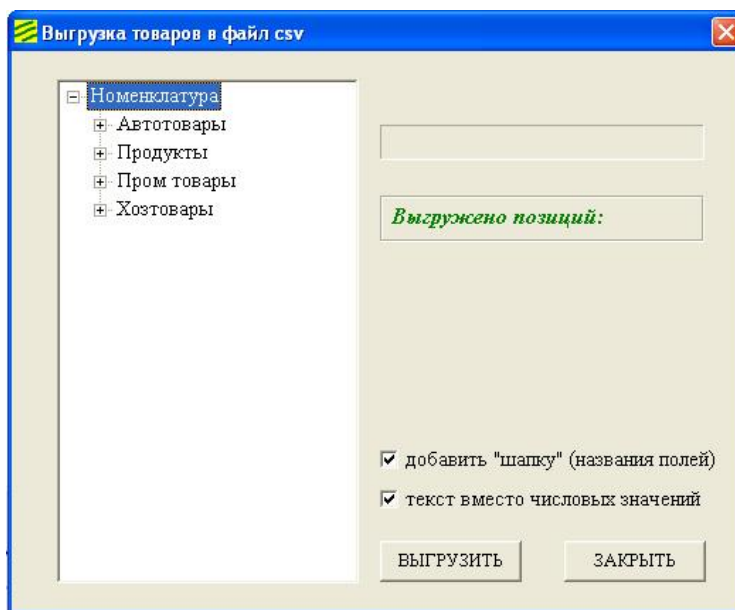 Выгрузка товаров в файл csv
Номенклатура
Автотовары
Продукты
Пром товары
Хозтовары
Выгружено позиций:
добавить "шапку" (названия полей)
текст вместо числовых значений
ВЫГРУЗИТЬ
ЗАКРЫТЬ